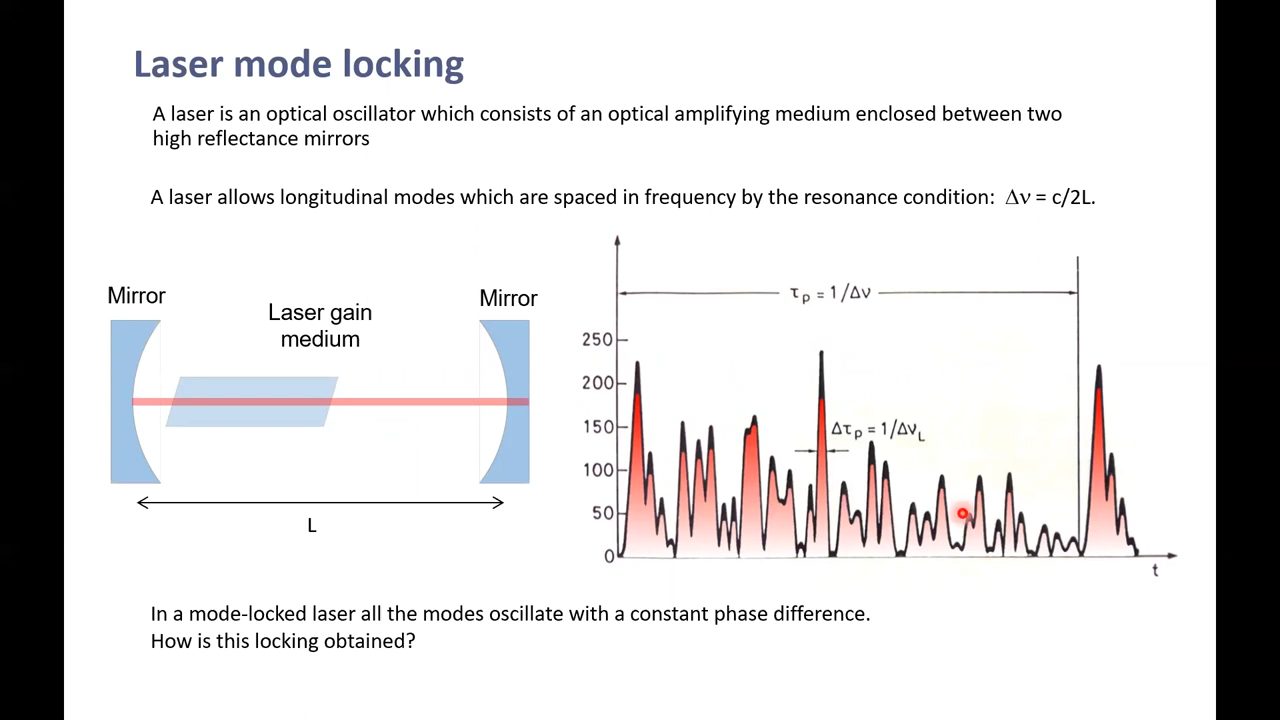 Laser mode locking
A laser is an optical oscillator which consists of an optical amplifying medium enclosed between two
high reflectance mirrors
A laser allows longitudinal modes which are spaced in frequency by the resonance condition:  Δν = c/2L.
Mirror
Laser gain
medium
Mirror
L
τp = 1/Δν
250
200
150
100
50
0
Δτp = 1/ΔνL
t
In a mode-locked laser all the modes oscillate with a constant phase difference.
How is this locking obtained?